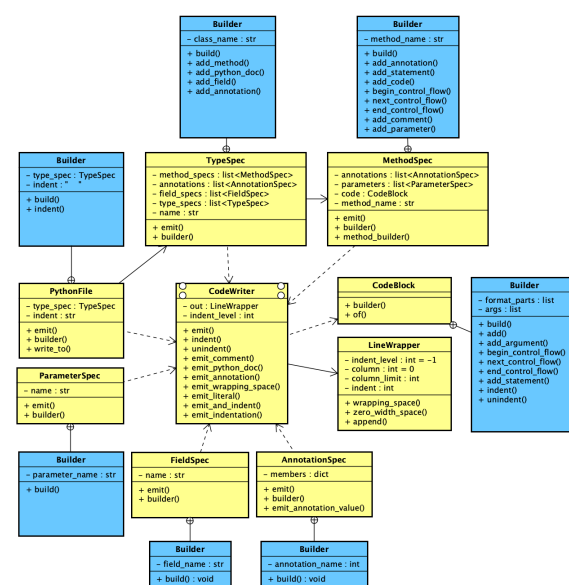 Builder
- class_name : str
+ build()
+ add_method()
+ add_python_doc()
+ add_field()
+ add_annotation()
Builder
- method_name : str
+ build()
+ add_annotation()
+ add_statement()
+ add_code()
+ begin_control_flow()
+ next_control_flow()
+ end_control_flow()
+ add_comment()
+ add_parameter()
Builder
- type_spec : TypeSpec
- indent : "    "
+ build()
+ indent()
TypeSpec
- method_specs : list<MethodSpec>
- annotations : list<AnnotationSpec>
- field_specs : list<FieldSpec>
- type_specs : list<TypeSpec>
- name : str
+ emit()
+ builder()
MethodSpec
- annotations : list<AnnotationSpec>
- parameters : list<ParameterSpec>
- code : CodeBlock
- method_name : str
+ emit()
+ builder()
+ method_builder()
PythonFile
- type_spec : TypeSpec
- indent : str
+ emit()
+ builder()
+ write_to()
CodeWriter
- out : LineWrapper
- indent_level : int
+ emit()
+ indent()
+ unindent()
+ emit_comment()
+ emit_python_doc()
+ emit_annotation()
+ emit_wrapping_space()
+ emit_literal()
+ emit_and_indent()
+ emit_indentation()
CodeBlock
+ builder()
+ of()
Builder
- format_parts : list
- args : list
+ build()
+ add()
+ add_argument()
+ begin_control_flow()
+ next_control_flow()
+ end_control_flow()
+ add_statement()
+ indent()
+ unindent()
LineWrapper
- indent_level : int = -1
- column : int = 0
- column_limit : int
- indent : int
+ wrapping_space()
+ zero_width_space()
+ append()
ParameterSpec
- name : str
+ emit()
+ builder()
Builder
- parameter_name : str
+ build()
FieldSpec
- name : str
+ emit()
+ builder()
AnnotationSpec
- members : dict
+ emit()
+ builder()
+ emit_annotation_value()
Builder
- field_name : str
+ build() : void
Builder
- annotation_name : int
+ build() : void